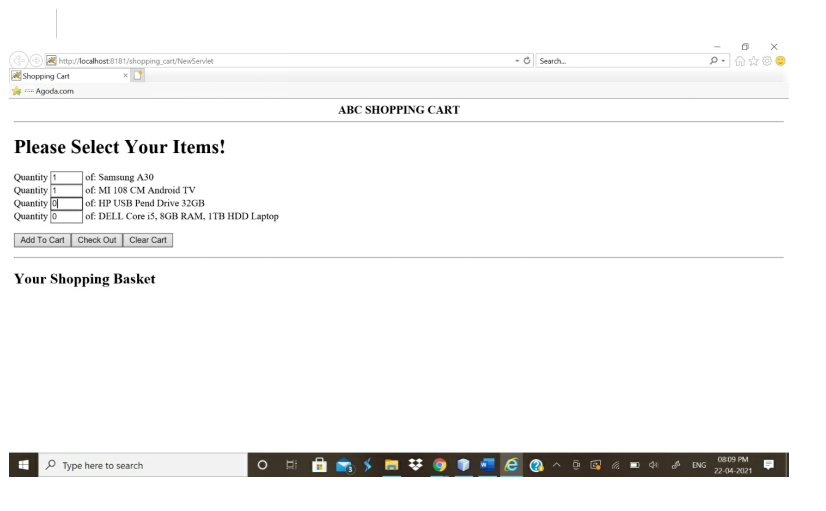 http://localhost:8181/shopping_cart/NewServlet
Search...
Shopping Cart
Agoda.com
ABC SHOPPING CART
Please Select Your Items!
Quantity 1 of: Samsung A30
Quantity 1 of: MI 108 CM Android TV
Quantity 0 of: HP USB Pend Drive 32GB
Quantity 0 of: DELL Core i5, 8GB RAM, 1TB HDD Laptop
Add To Cart Check Out Clear Cart
Your Shopping Basket
Type here to search
3
ENG
08:09 PM
22-04-2021